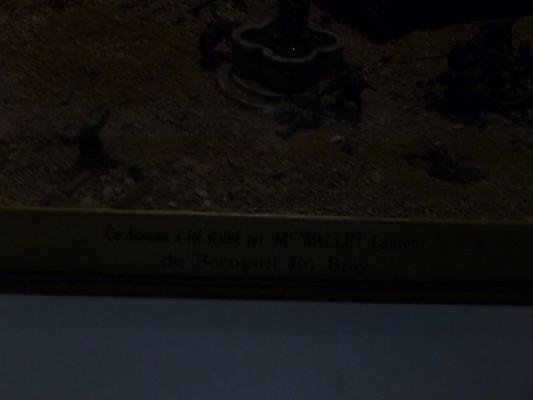 Ce diorama a été réalisé par Mr WALLET Laurent
de Berneuil En Bray